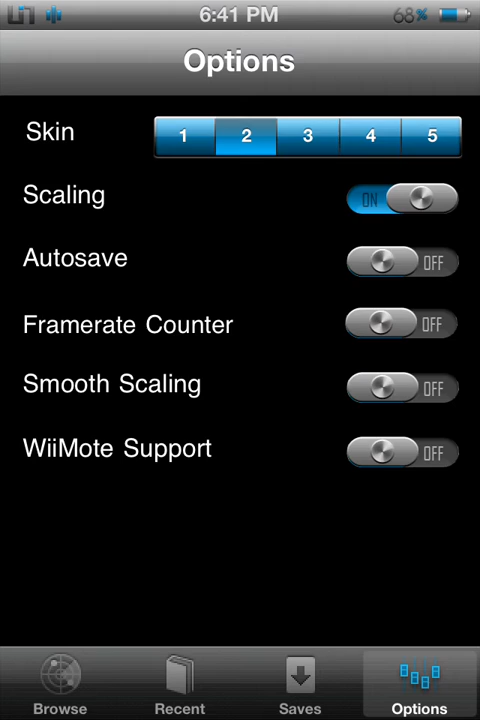 6:41 PM 68%
Options
Skin 1 2 3 4 5
Scaling ON
Autosave OFF
Framerate Counter OFF
Smooth Scaling OFF
WiiMote Support OFF
Browse Recent Saves Options